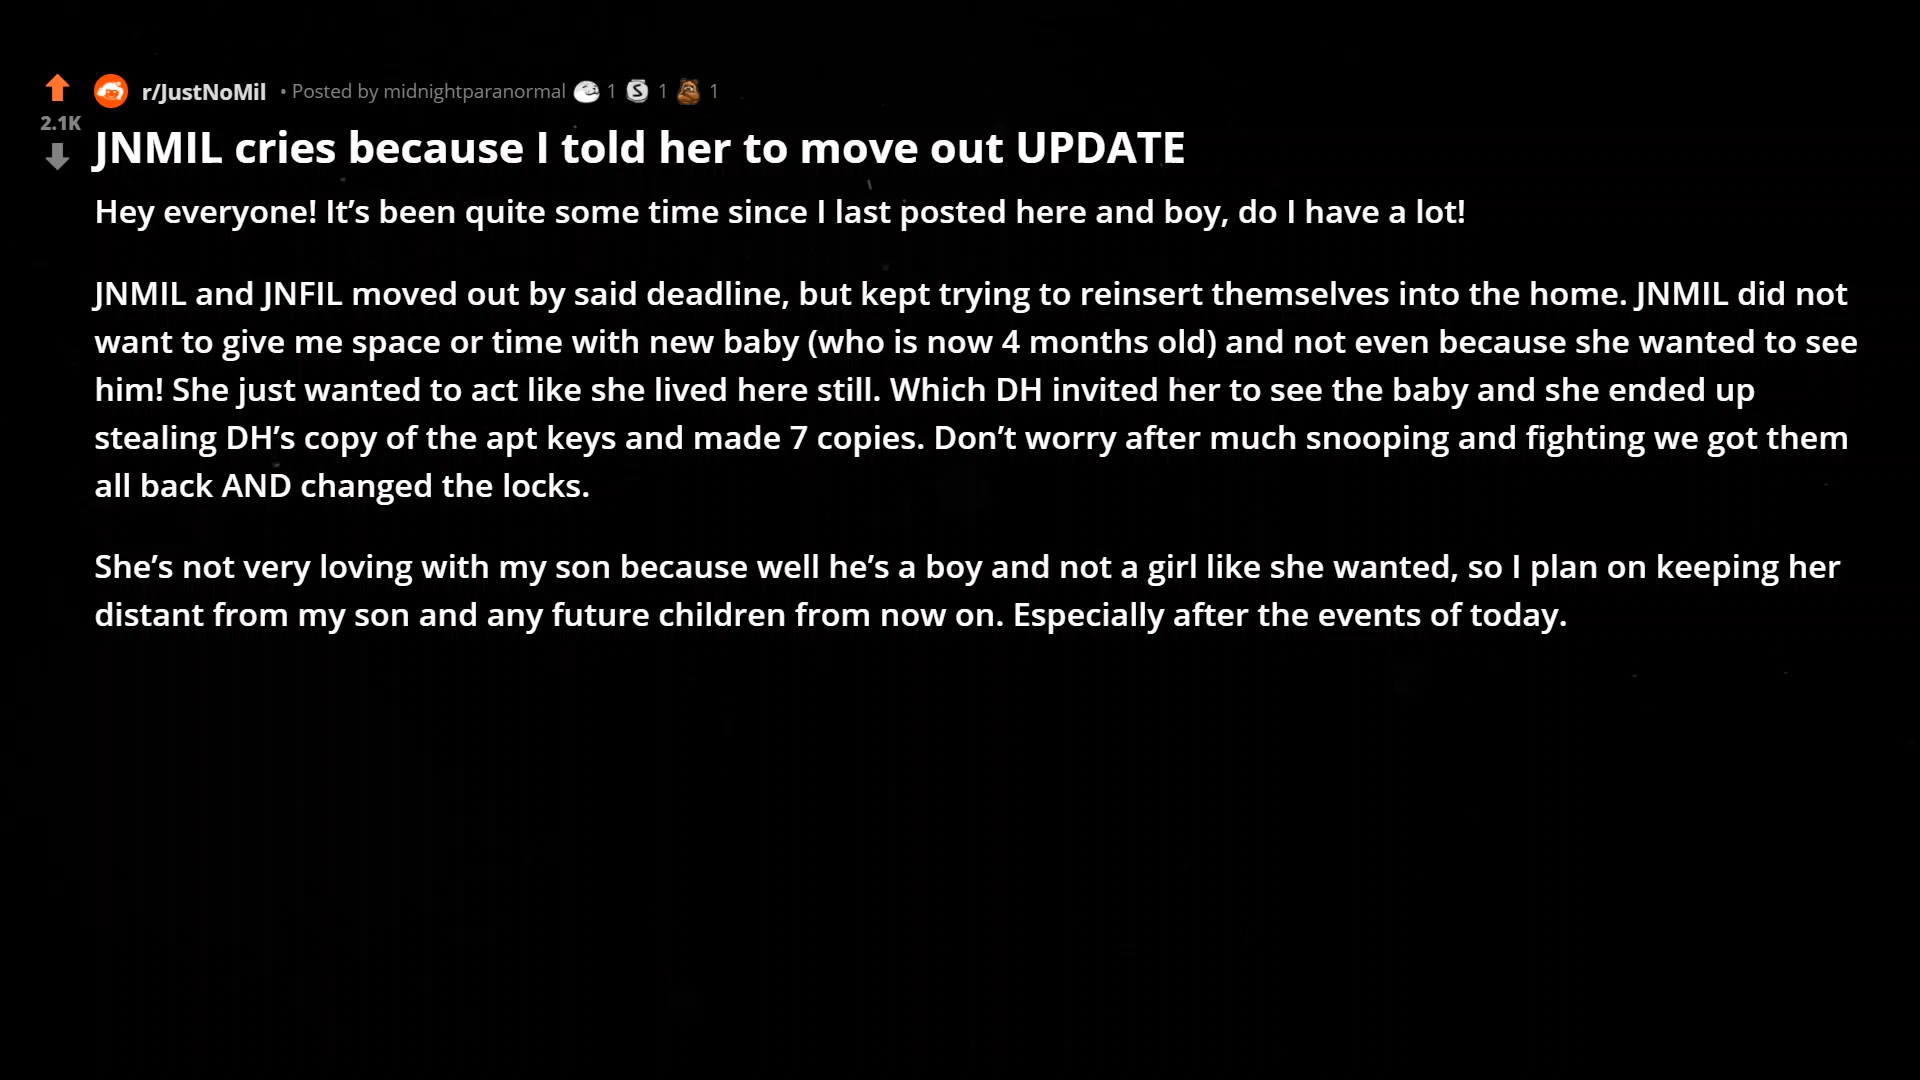 r/JustNoMil • Posted by midnightparanormal 1 S 1 1
2.1K
JNMIL cries because I told her to move out UPDATE
Hey everyone! It’s been quite some time since I last posted here and boy, do I have a lot!
JNMIL and JNFIL moved out by said deadline, but kept trying to reinsert themselves into the home. JNMIL did not
want to give me space or time with new baby (who is now 4 months old) and not even because she wanted to see
him! She just wanted to act like she lived here still. Which DH invited her to see the baby and she ended up
stealing DH’s copy of the apt keys and made 7 copies. Don’t worry after much snooping and fighting we got them
all back AND changed the locks.
She’s not very loving with my son because well he’s a boy and not a girl like she wanted, so I plan on keeping her
distant from my son and any future children from now on. Especially after the events of today.